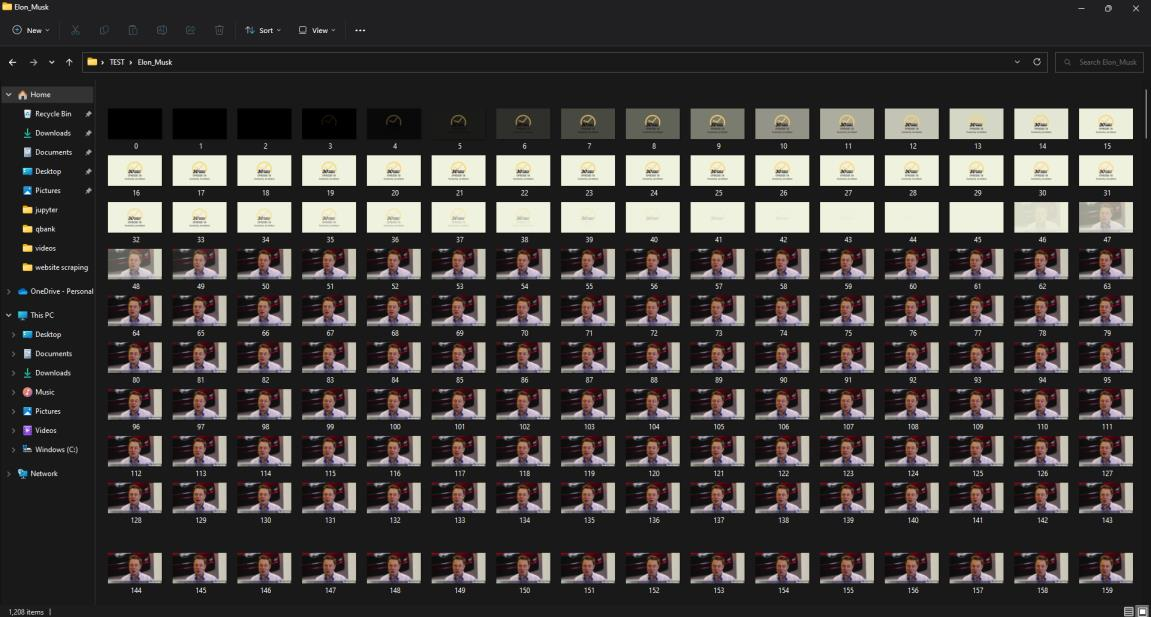 Elon_Musk
New
Sort
View
TEST
Elon_Musk
Search Elon_Musk
Home
Recycle Bin
Downloads
Documents
Desktop
Pictures
jupyter
qbank
videos
website scraping
OneDrive - Personal
This PC
Desktop
Documents
Downloads
Music
Pictures
Videos
Windows (C:)
Network
0 1 2 3 4 5 6 7 8 9 10 11 12 13 14 15
16 17 18 19 20 21 22 23 24 25 26 27 28 29 30 31
32 33 34 35 36 37 38 39 40 41 42 43 44 45 46 47
48 49 50 51 52 53 54 55 56 57 58 59 60 61 62 63
64 65 66 67 68 69 70 71 72 73 74 75 76 77 78 79
80 81 82 83 84 85 86 87 88 89 90 91 92 93 94 95
96 97 98 99 100 101 102 103 104 105 106 107 108 109 110 111
112 113 114 115 116 117 118 119 120 121 122 123 124 125 126 127
128 129 130 131 132 133 134 135 136 137 138 139 140 141 142 143
144 145 146 147 148 149 150 151 152 153 154 155 156 157 158 159
1,208 items